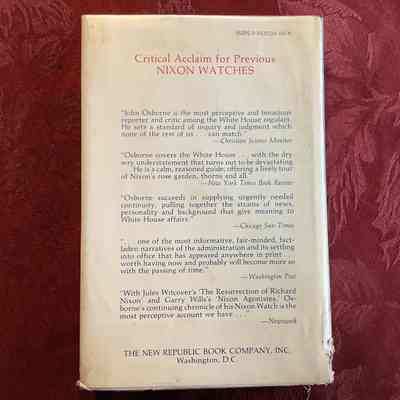 Critical Acclaim for Previous
NIXON WATCHES
"John Osborne is the most perceptive and tenacious
reporter and critic among the White House regulars.
He sets a standard of inquiry and judgment which
none of the rest of us . . . can match."
—Christian Science Monitor
"Osborne covers the White House . . with the dry
wry understatement that turns out to be devastating
. . He is a calm, reasoned guide, offering a lively tour
of Nixon's rose garden, thorns and all."
—New York Times Book Review
"Osborne succeeds in supplying urgently needed
continuity, pulling together the strains of news,
personality and background that give meaning to
White House affairs."
—Chicago Sun-Times
". . . one of the most informative, fair-minded, fact-
laden narratives of the administration and its settling
into office that has appeared anywhere in print . .
worth having now and probably will become more so
with the passing of time."
—Washington Post
"With Jules Witcover's 'The Resurrection of Richard
Nixon' and Garry Wills's 'Nixon Agonistes,' Os-
borne's continuing chronicle of his Nixon Watch is the
most perceptive account we have . . ."
—Newsweek
THE NEW REPUBLIC BOOK COMPANY, INC.
Washington, D.C.